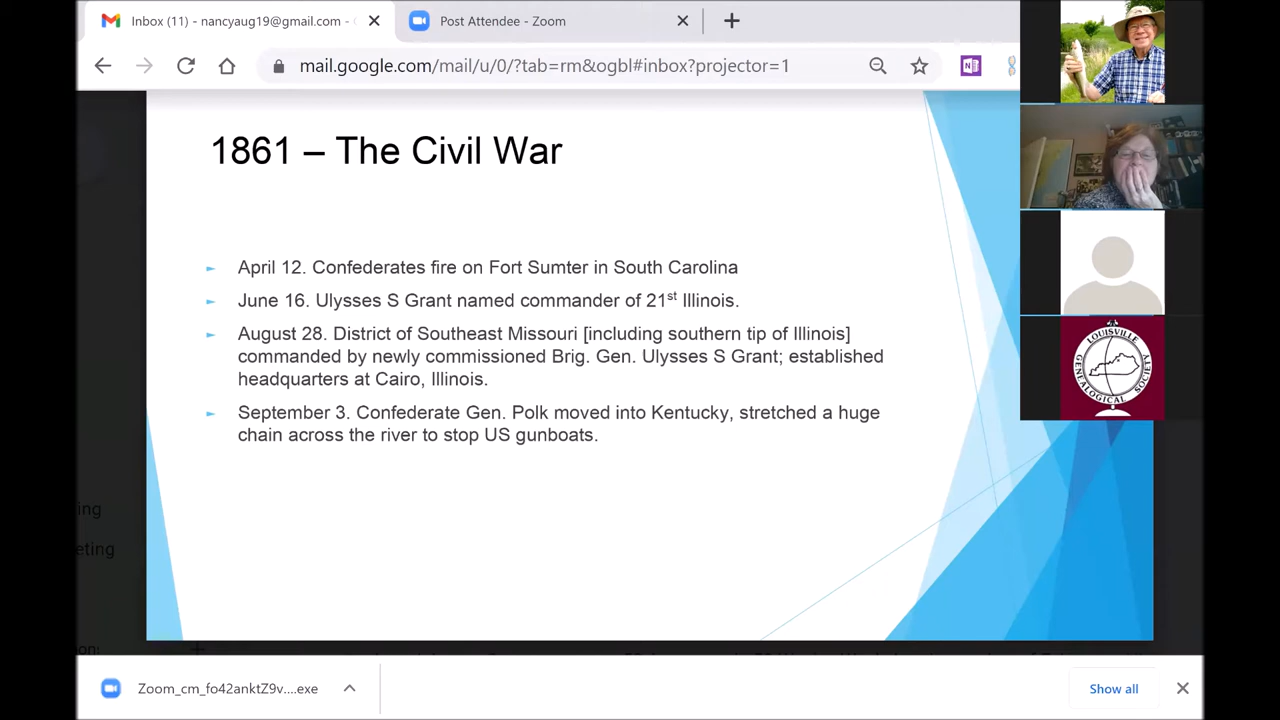 Inbox (11) - nancyaug19@gmail.com -
Post Attendee - Zoom
mail.google.com/mail/u/0/?tab=rm&ogbl#inbox?projector=1
1861 – The Civil War
April 12. Confederates fire on Fort Sumter in South Carolina
June 16. Ulysses S Grant named commander of 21st Illinois.
August 28. District of Southeast Missouri [including southern tip of Illinois]
commanded by newly commissioned Brig. Gen. Ulysses S Grant; established
headquarters at Cairo, Illinois.
September 3. Confederate Gen. Polk moved into Kentucky, stretched a huge
chain across the river to stop US gunboats.
LOUISVILLE
GENEALOGICAL SOCIETY
Zoom_cm_fo42anktZ9v....exe
Show all